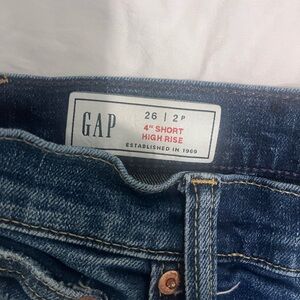 GAP
26 | 2P
4" SHORT
HIGH RISE
ESTABLISHED IN 1969